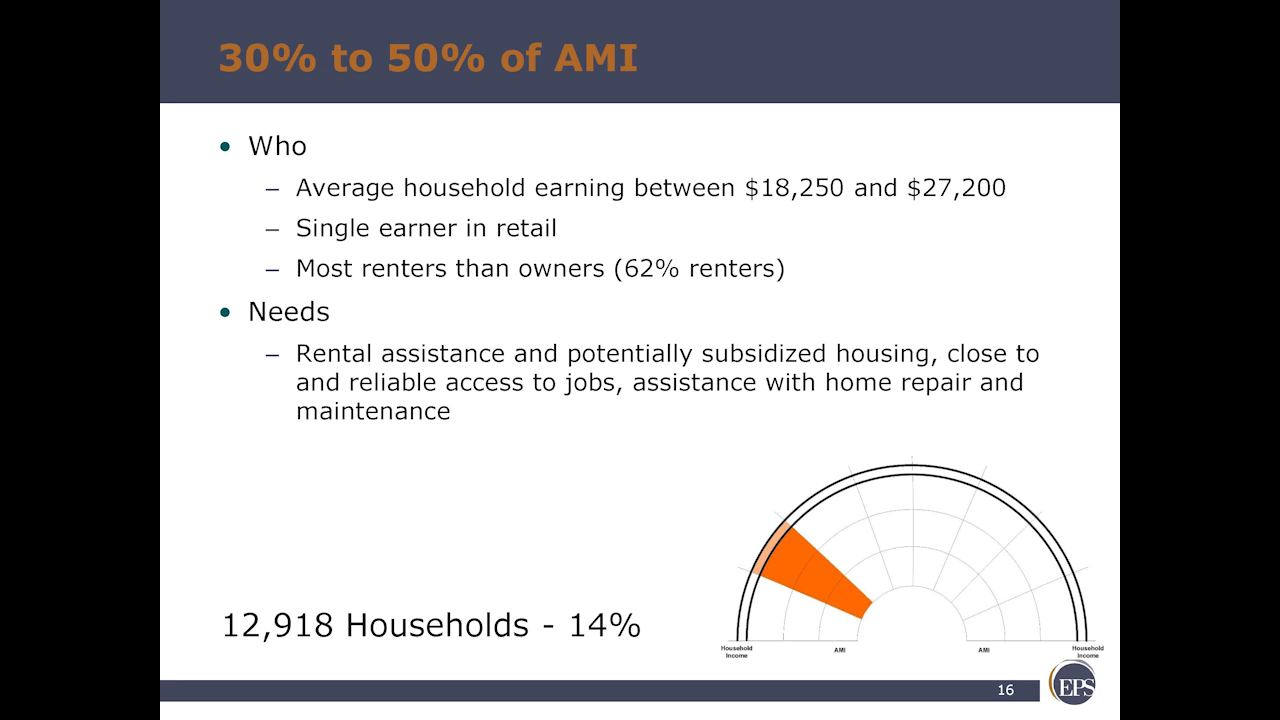 30% to 50% of AMI
• Who
– Average household earning between $18,250 and $27,200
– Single earner in retail
– Most renters than owners (62% renters)
• Needs
– Rental assistance and potentially subsidized housing, close to
and reliable access to jobs, assistance with home repair and
maintenance
12,918 Households - 14%
Household
Income
AMI
AMI
Household
Income
16
EPS